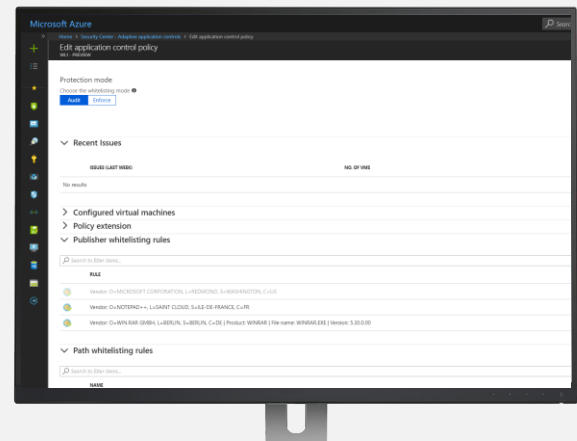 Microsoft Azure
Home > Security Center - Adaptive application controls > Edit application control policy
Edit application control policy
PREVIEW
Protection mode
Choose the whitelisting mode
Audit Enforce
Recent Issues
ISSUES (LAST WEEK) NO. OF VMS
No results
Configured virtual machines
Policy extension
Publisher whitelisting rules
Search to filter items...
RULE
Vendor: O=MICROSOFT CORPORATION, L=REDMOND, S=WASHINGTON, C=US
Vendor: O=NOTEPAD++, L=SAINT CLOUD, S=ILE-DE-FRANCE, C=FR
Vendor: O=WIN.RAR GMBH, L=BERLIN, S=BERLIN, C=DE | Product: WINRAR | File name: WINRAR.EXE | Version: 5.30.0.00
Path whitelisting rules
Search to filter items...
NAME